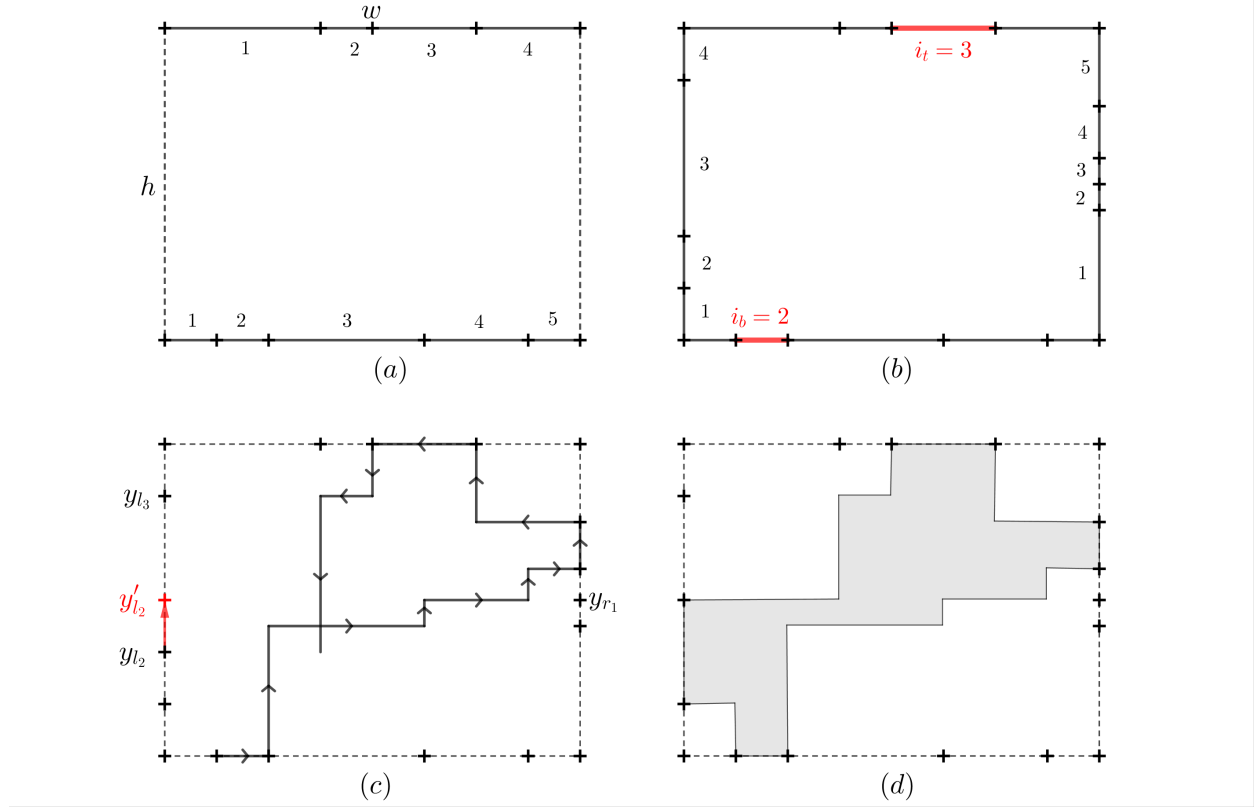 w
1 2 3 4
h
1 2 3 4 5
(a)
i_t = 3
4 5
4
3 3
2
2 1
1 i_b = 2
(b)
y_{l_3}
y'_{l_2} y_{r_1}
y_{l_2}
(c)
(d)